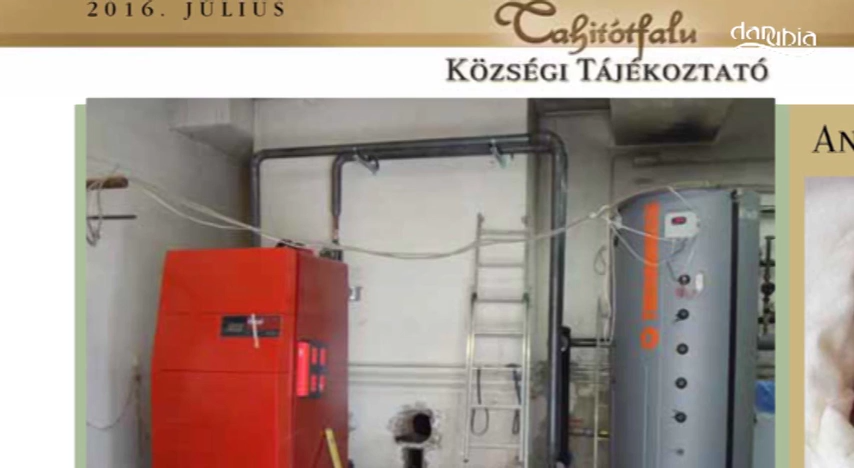 2016. JÚLIUS
Tahitótfalu
danubia
KÖZSÉGI TÁJÉKOZTATÓ
AN